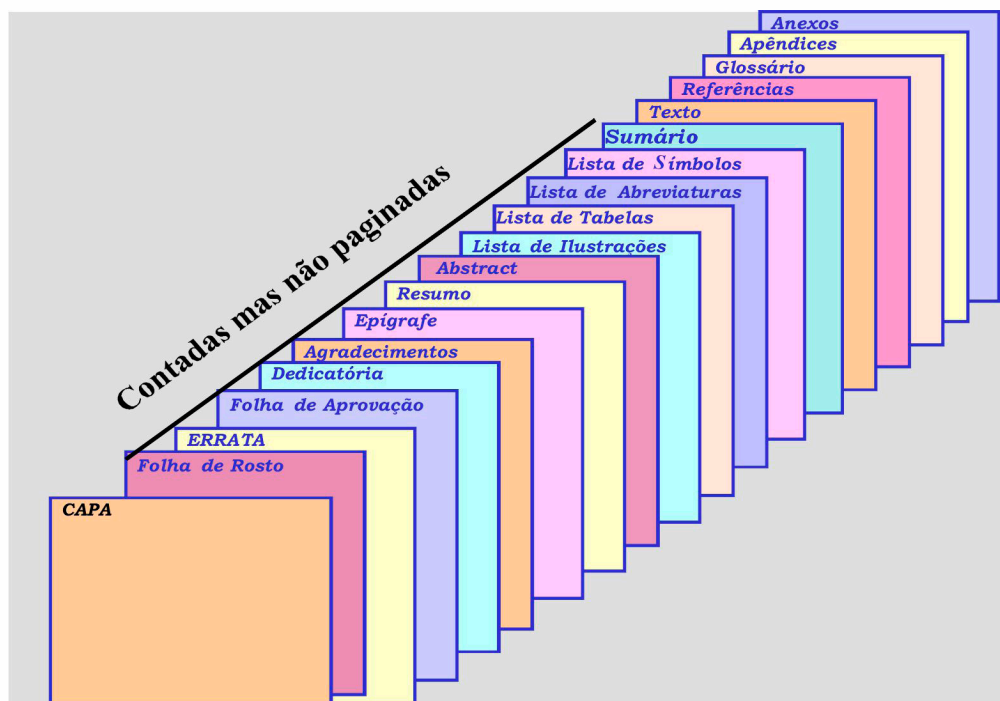 Anexos
Apêndices
Glossário
Referências
Texto
Sumário
Lista de Símbolos
Lista de Abreviaturas
Lista de Tabelas
Lista de Ilustrações
Abstract
Resumo
Epígrafe
Agradecimentos
Dedicatória
Folha de Aprovação
ERRATA
Folha de Rosto
CAPA
Contadas mas não paginadas